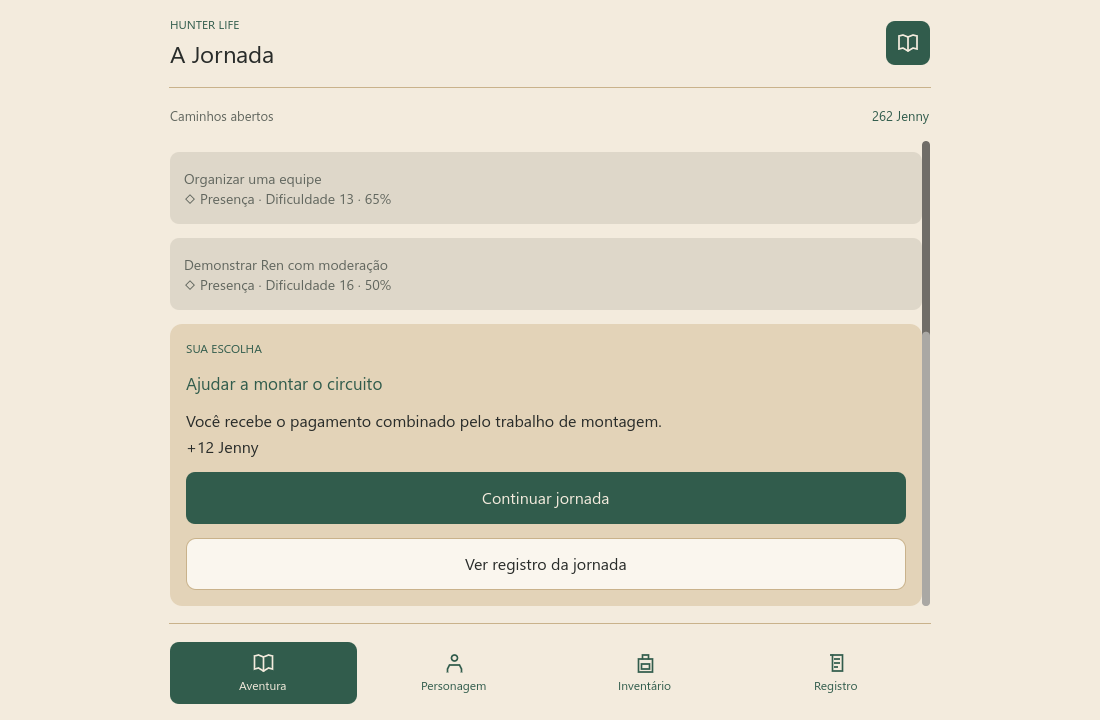 HUNTER LIFE
A Jornada
Caminhos abertos
262 Jenny
Organizar uma equipe
◇ Presença · Dificuldade 13 · 65%
Demonstrar Ren com moderação
◇ Presença · Dificuldade 16 · 50%
SUA ESCOLHA
Ajudar a montar o circuito
Você recebe o pagamento combinado pelo trabalho de montagem.
+12 Jenny
Continuar jornada
Ver registro da jornada
Aventura
Personagem
Inventário
Registro